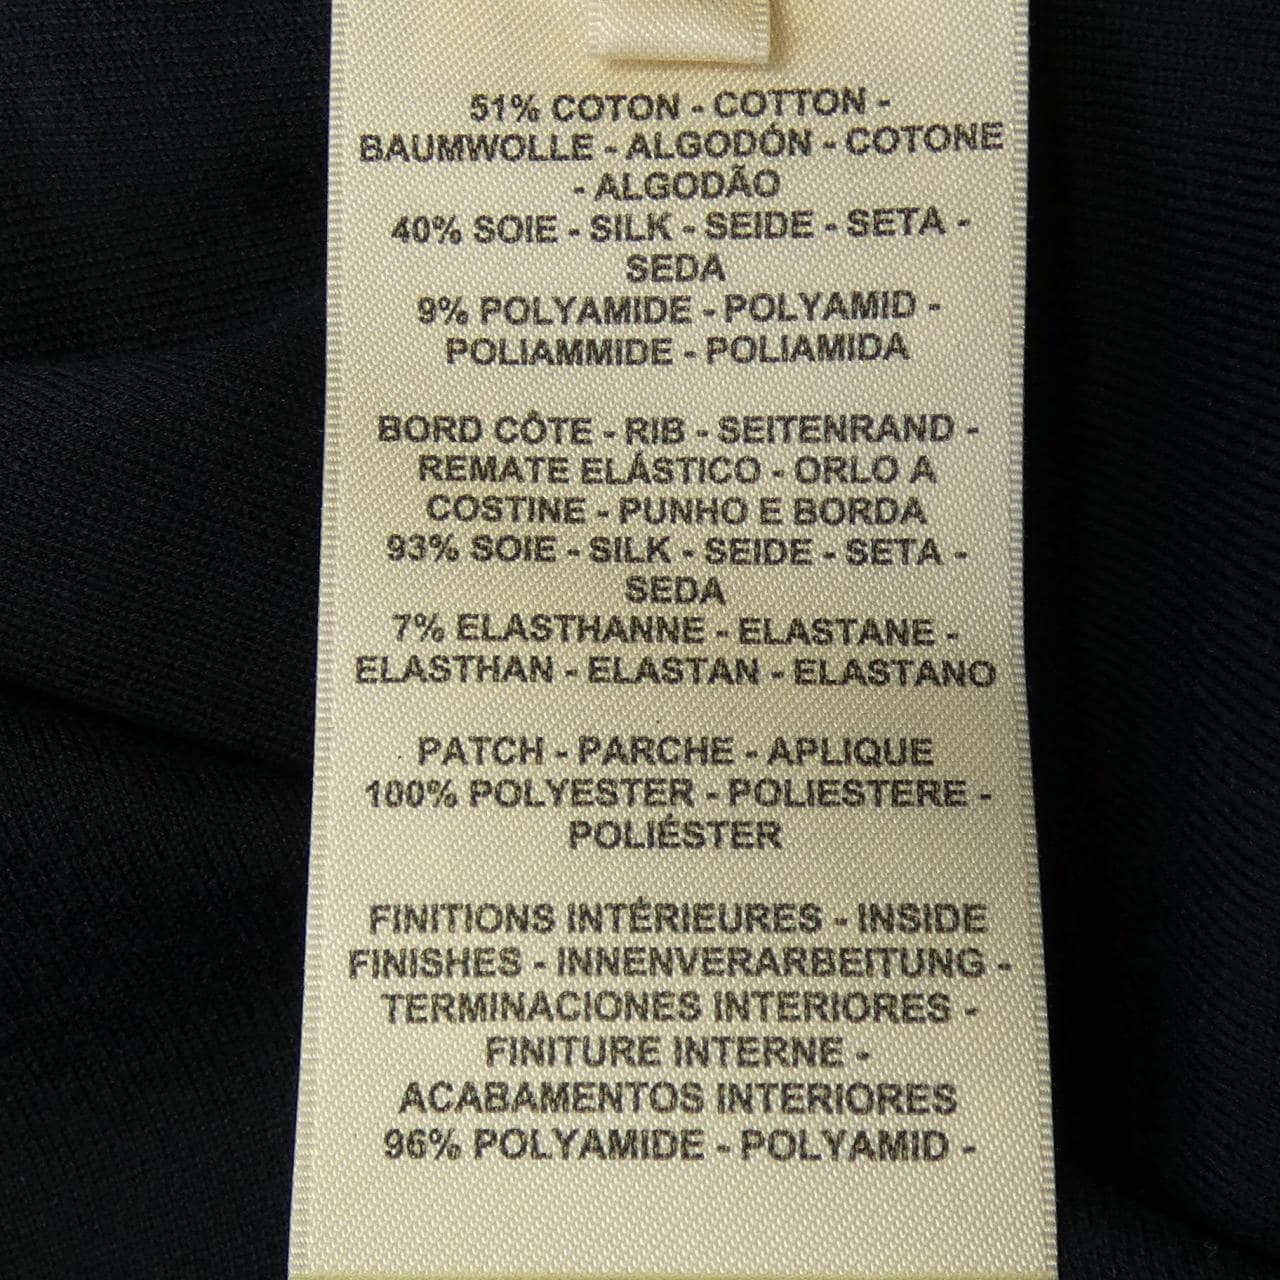 51% COTON - COTTON -
BAUMWOLLE - ALGODÓN - COTONE
- ALGODÃO
40% SOIE - SILK - SEIDE - SETA -
SEDA
9% POLYAMIDE - POLYAMID -
POLIAMMIDE - POLIAMIDA
BORD CÔTE - RIB - SEITENRAND -
REMATE ELÁSTICO - ORLO A
COSTINE - PUNHO E BORDA
93% SOIE - SILK - SEIDE - SETA -
SEDA
7% ELASTHANNE - ELASTANE -
ELASTHAN - ELASTAN - ELASTANO
PATCH - PARCHE - APLIQUE
100% POLYESTER - POLIESTERE -
POLIÉSTER
FINITIONS INTÉRIEURES - INSIDE
FINISHES - INNENVERARBEITUNG -
TERMINACIONES INTERIORES -
FINITURE INTERNE -
ACABAMENTOS INTERIORES
96% POLYAMIDE - POLYAMID -